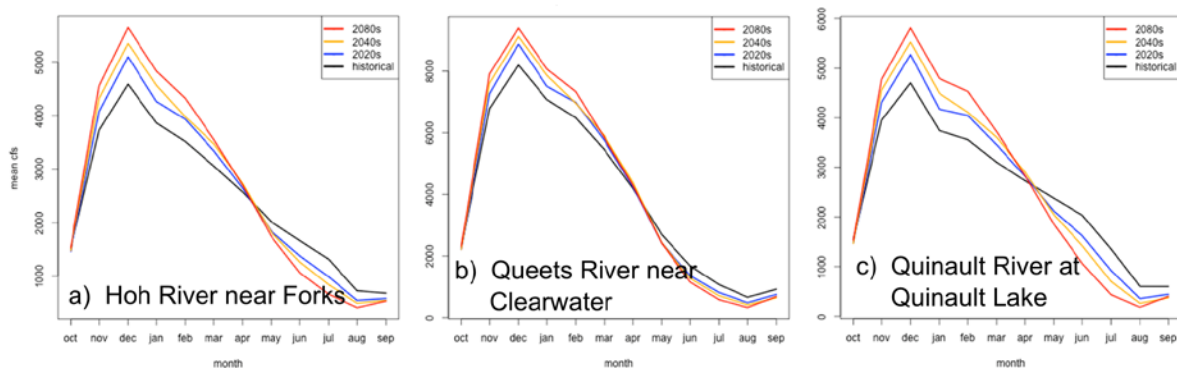 2080s
2040s
2020s
historical
mean cfs
5000
4000
3000
2000
1000
a) Hoh River near Forks
oct nov dec jan feb mar apr may jun jul aug sep
month
2080s
2040s
2020s
historical
8000
6000
4000
2000
0
b) Queets River near
Clearwater
oct nov dec jan feb mar apr may jun jul aug sep
month
2080s
2040s
2020s
historical
6000
5000
4000
3000
2000
1000
0
c) Quinault River at
Quinault Lake
oct nov dec jan feb mar apr may jun jul aug sep
month